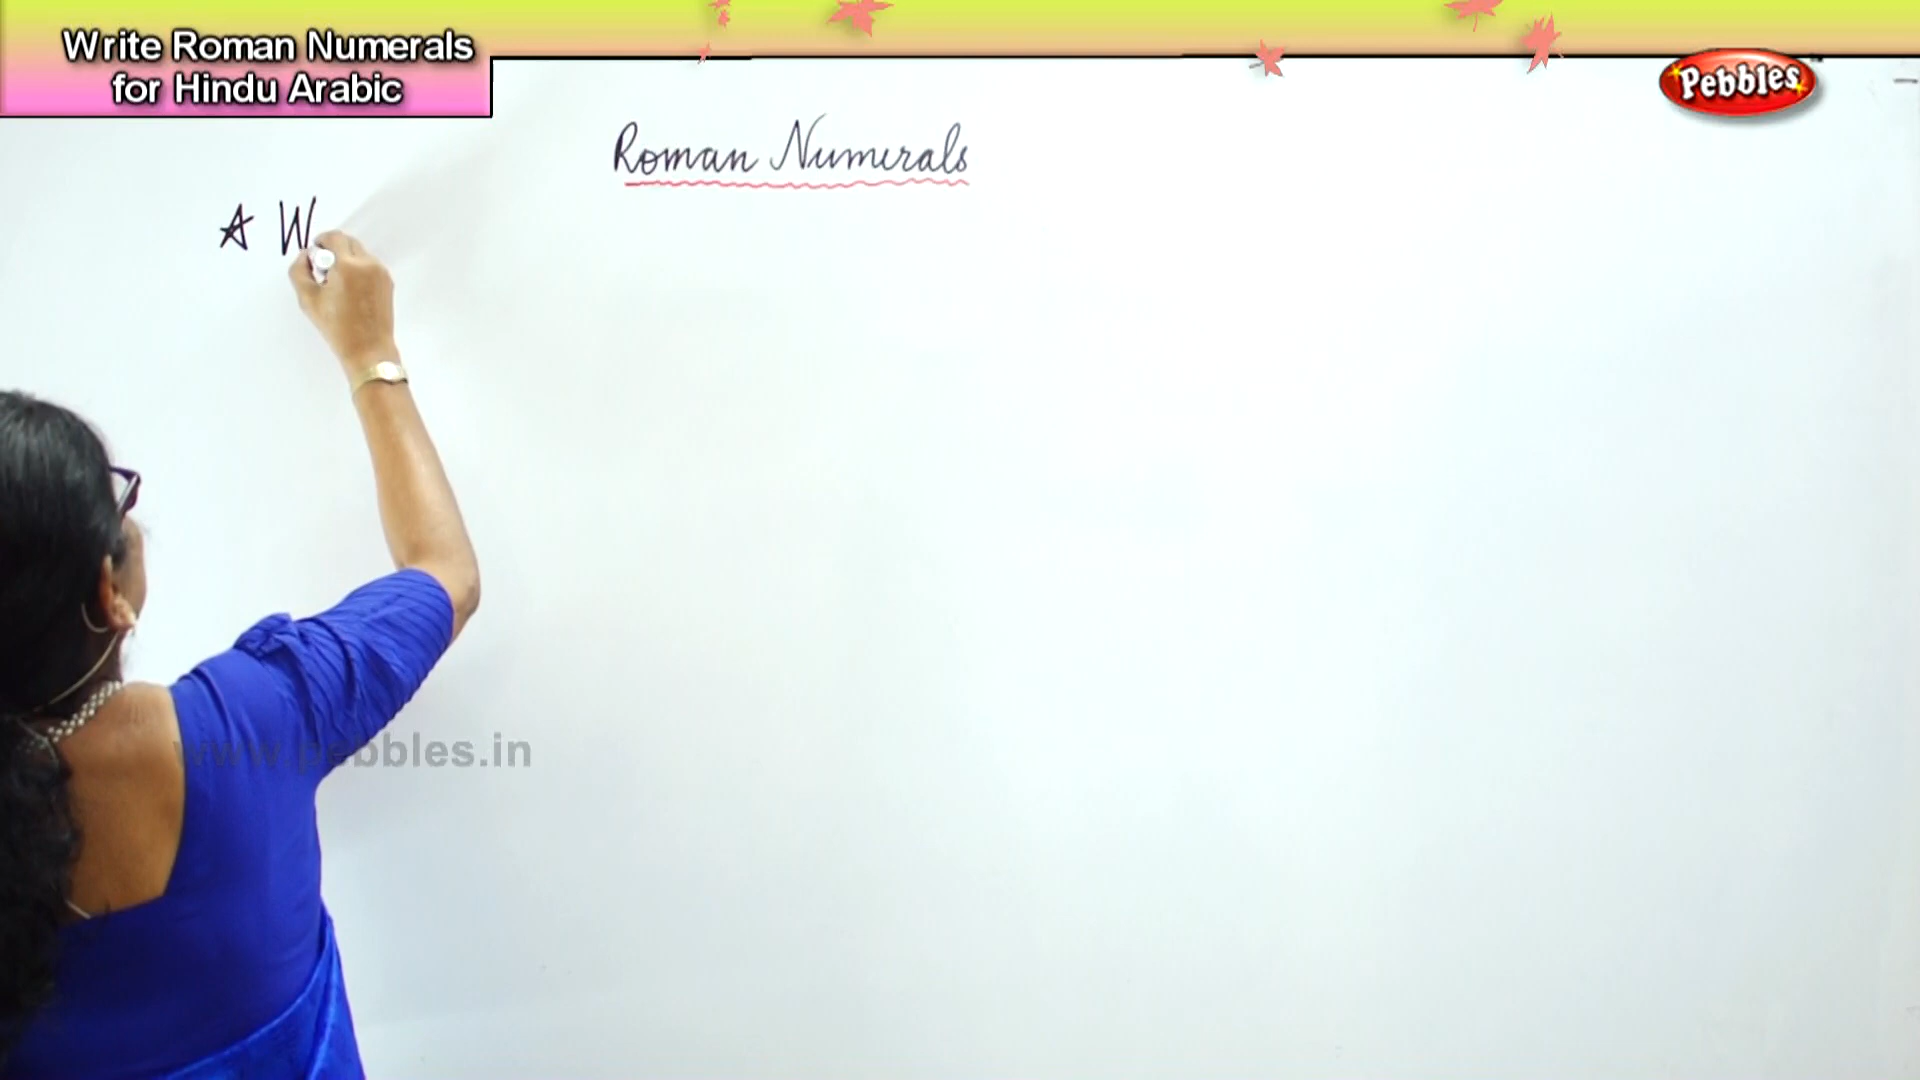 Write Roman Numerals
for Hindu Arabic
Pebbles
Roman Numerals
W
www.pebbles.in